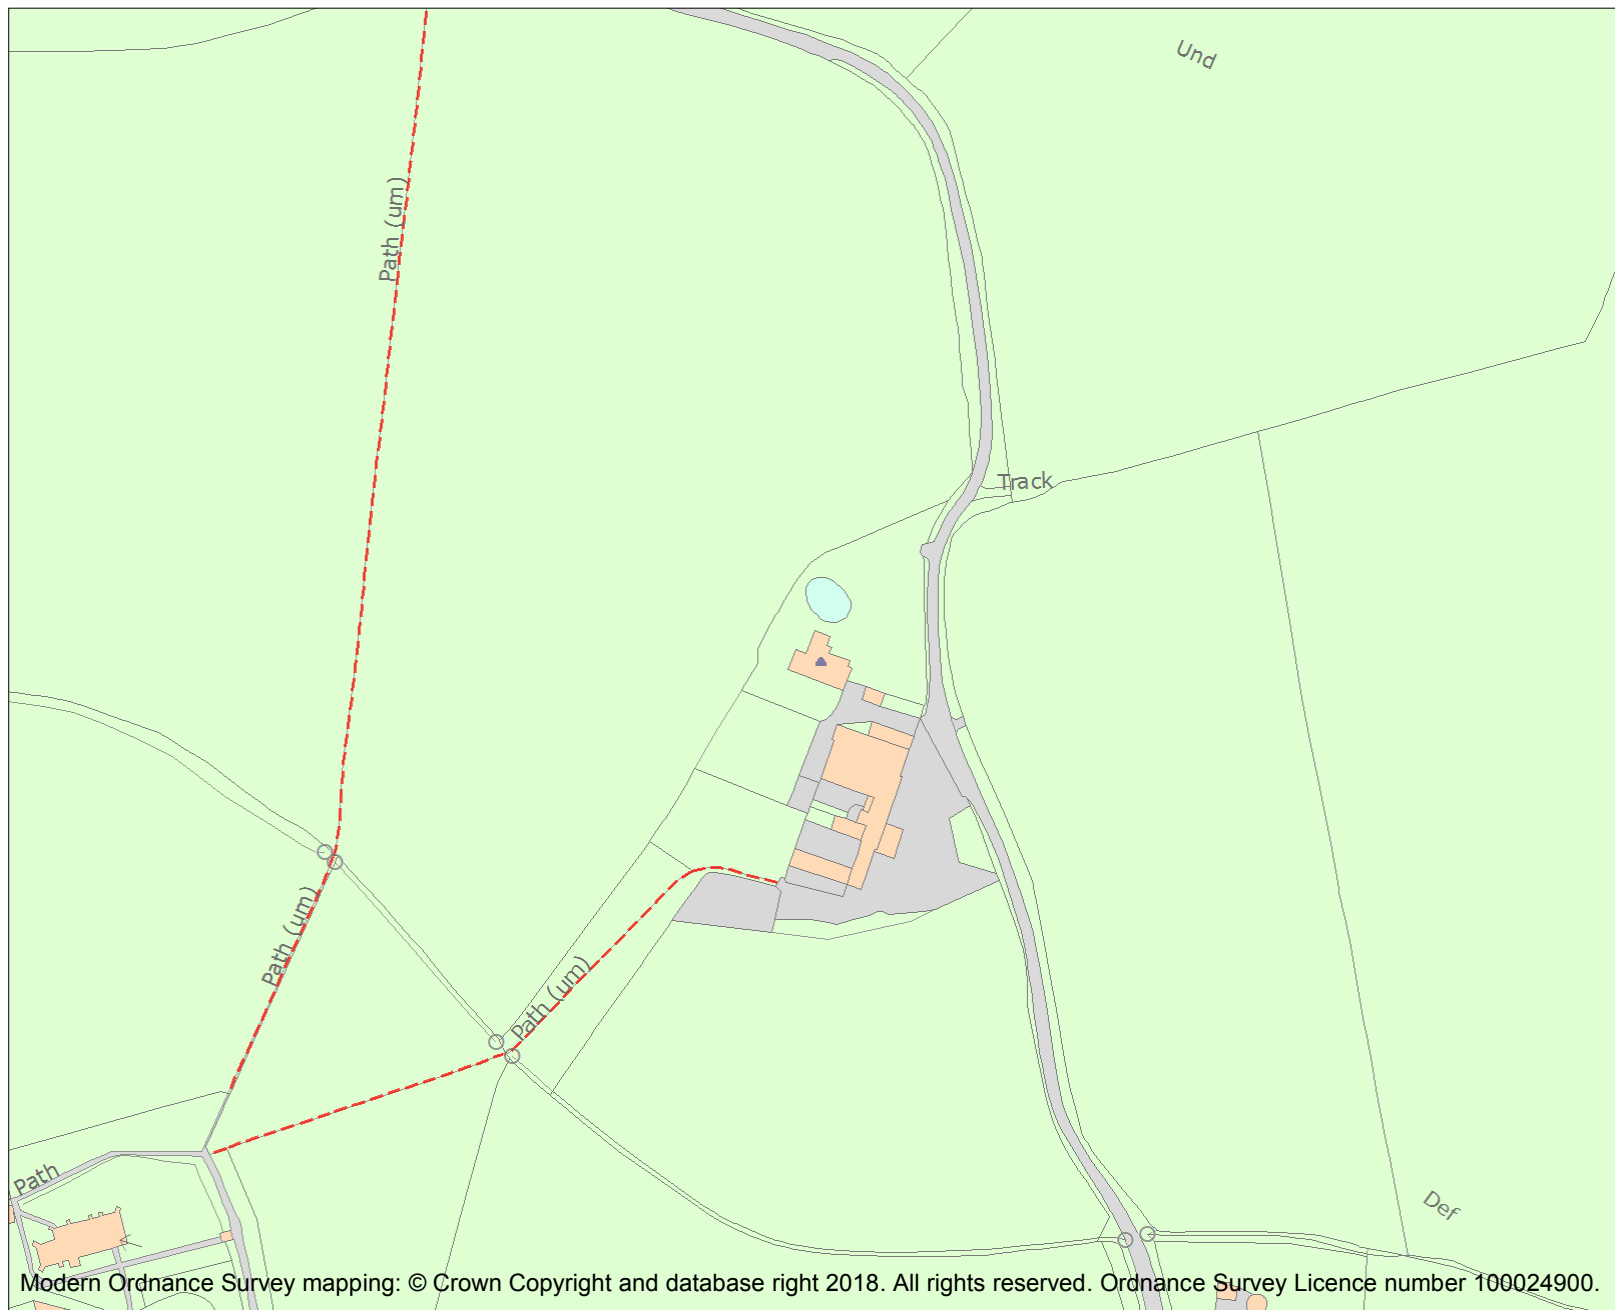 Und
Path (um)
Track
Path (um)
Path (um)
Path
Def
Modern Ordnance Survey mapping: © Crown Copyright and database right 2018. All rights reserved. Ordnance Survey Licence number 100024900.